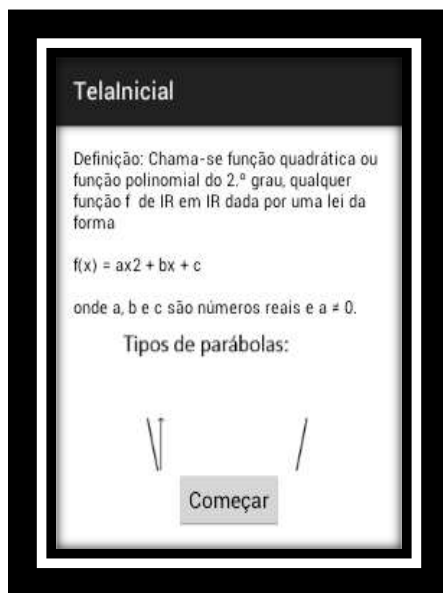 TelaInicial
Definição: Chama-se função quadrática ou
função polinomial do 2.º grau, qualquer
função f de IR em IR dada por uma lei da
forma
f(x) = ax2 + bx + c
onde a, b e c são números reais e a ≠ 0.
Tipos de parábolas:
Começar